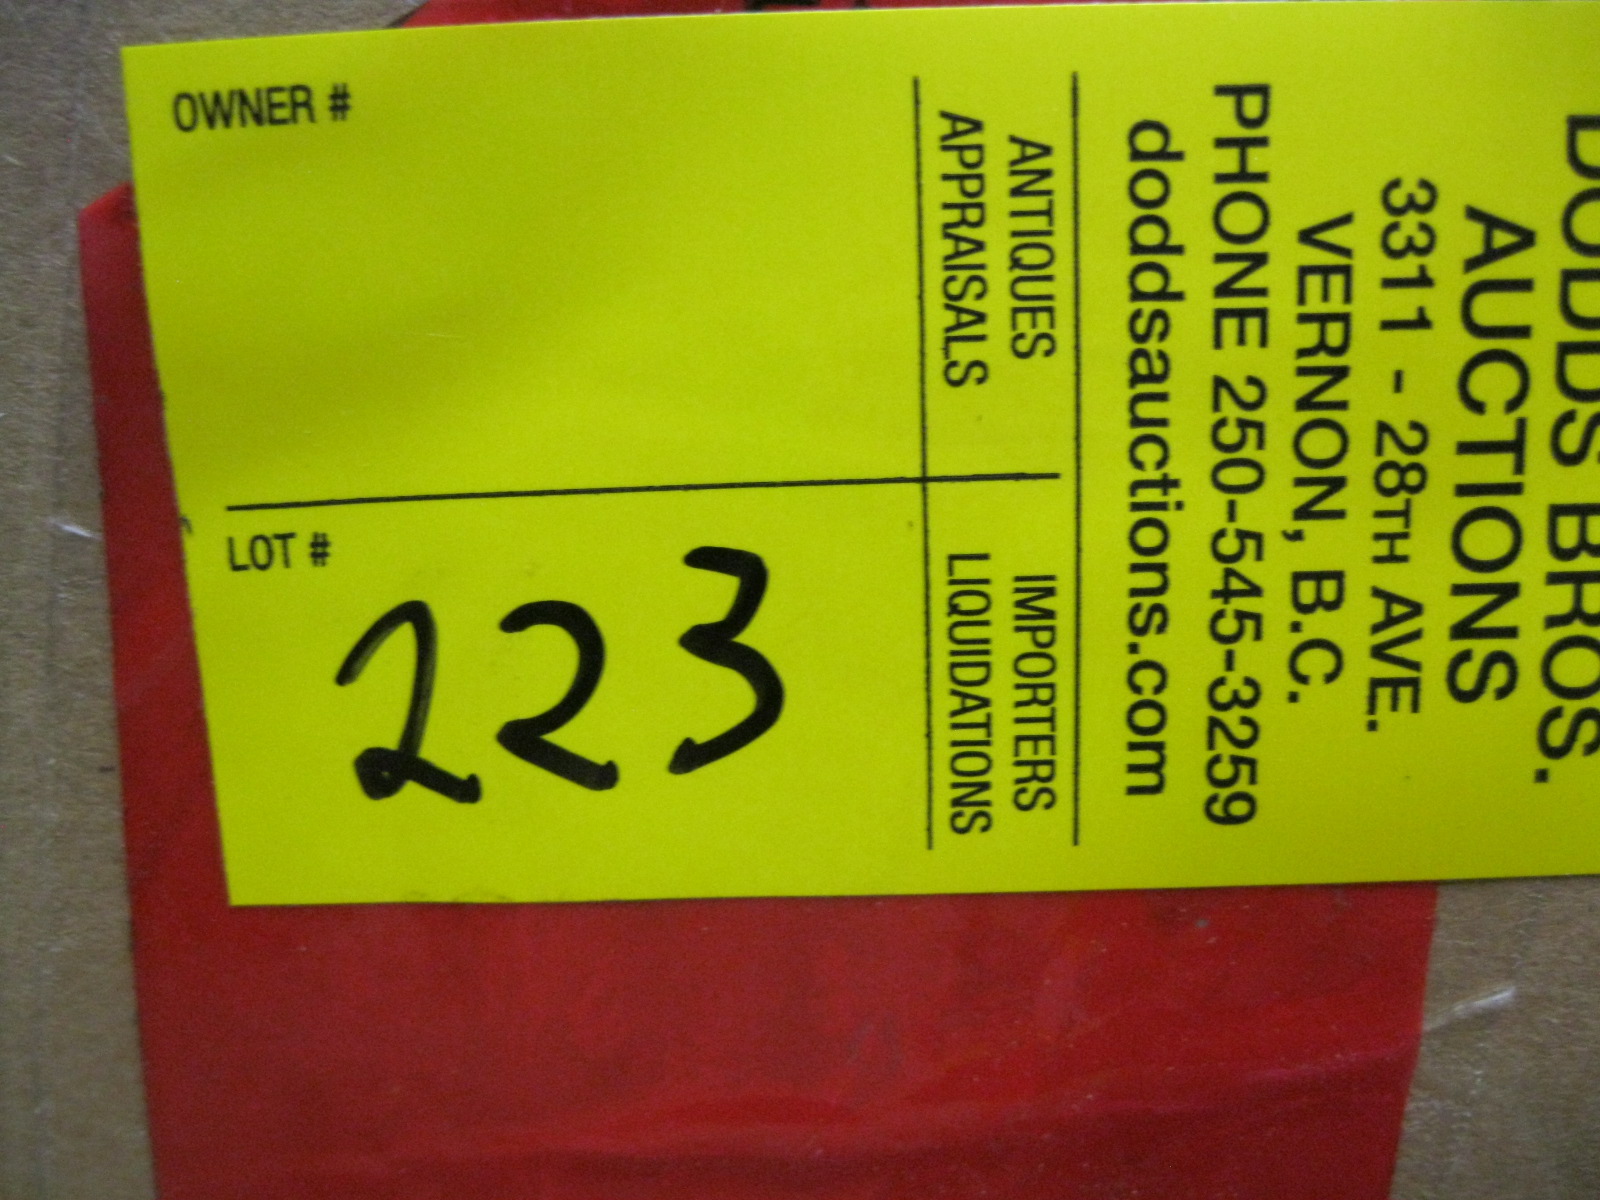 DODDS BROS.
AUCTIONS
3311 - 28TH AVE.
VERNON, B.C.
PHONE 250-545-3259
doddsauctions.com
ANTIQUES
APPRAISALS
IMPORTERS
LIQUIDATIONS
OWNER #
LOT #
223